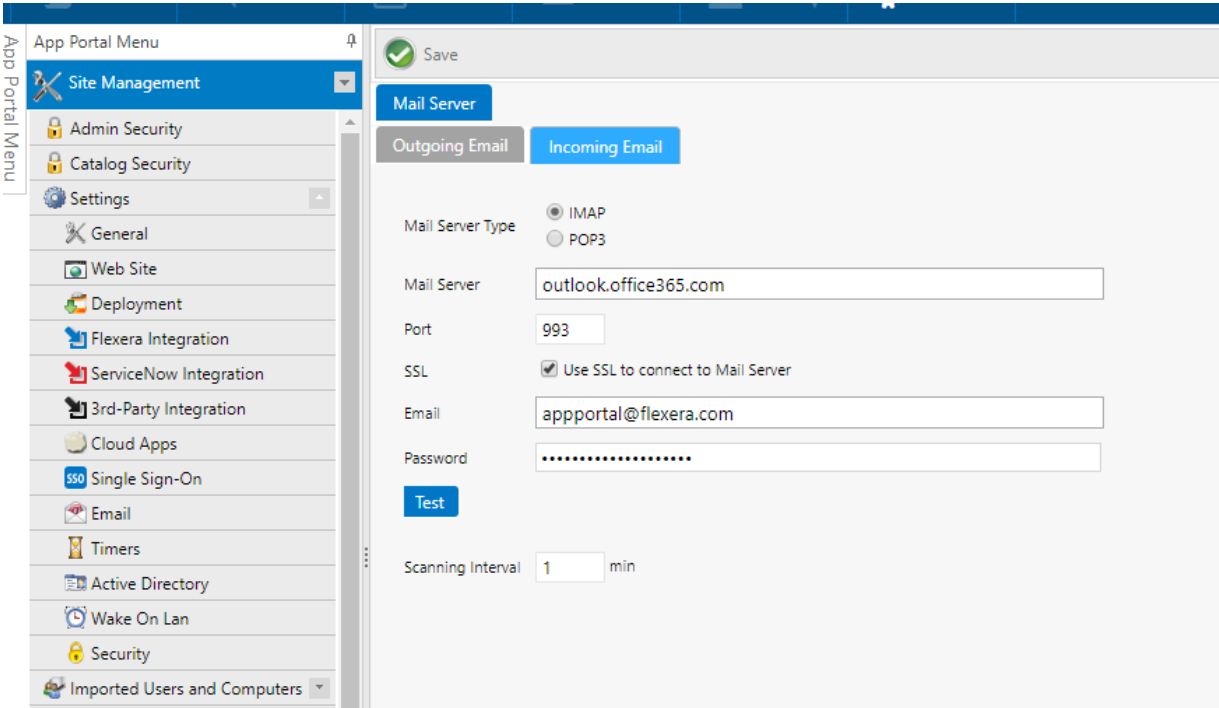 App Portal Menu
App Portal Menu
Site Management
Admin Security
Catalog Security
Settings
General
Web Site
Deployment
Flexera Integration
ServiceNow Integration
3rd-Party Integration
Cloud Apps
SSO Single Sign-On
Email
Timers
Active Directory
Wake On Lan
Security
Imported Users and Computers
Save
Mail Server
Outgoing Email Incoming Email
Mail Server Type
IMAP
POP3
Mail Server outlook.office365.com
Port 993
SSL Use SSL to connect to Mail Server
Email appportal@flexera.com
Password ••••••••••••••••••••
Test
Scanning Interval 1 min